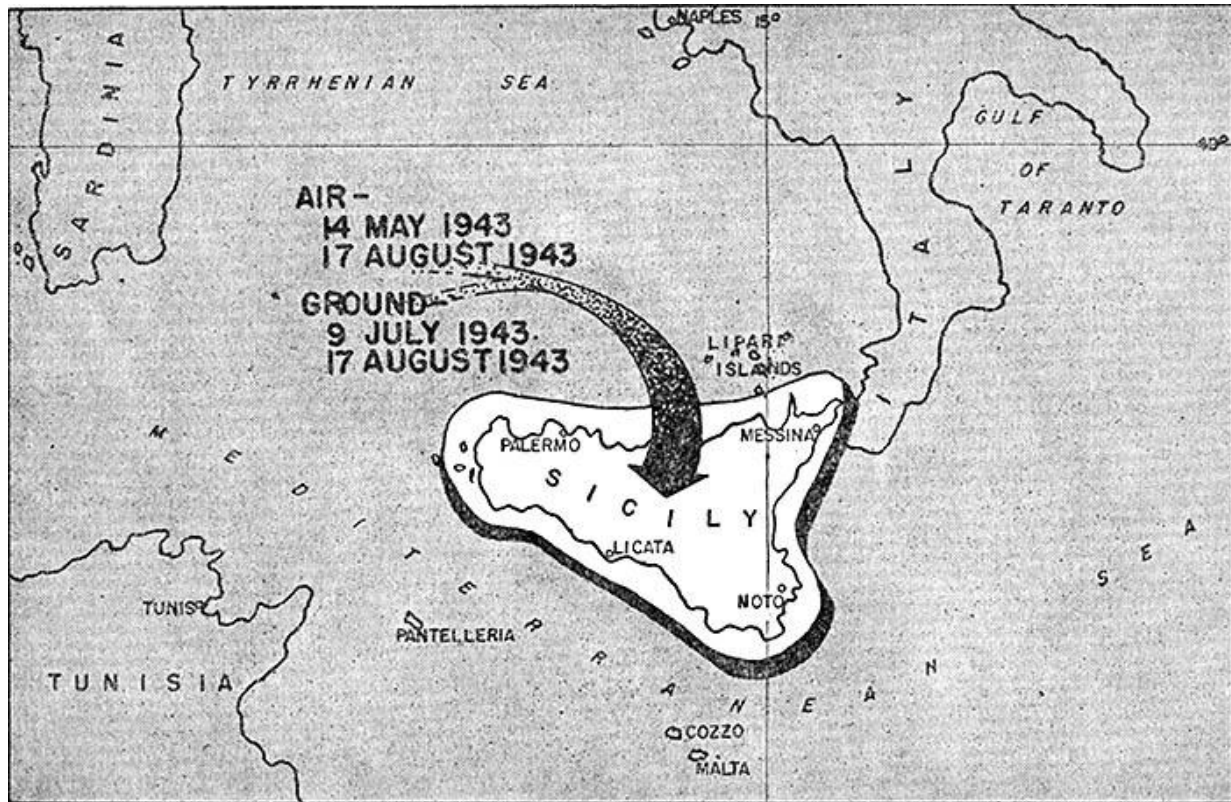 NAPLES
15°
SARDINIA
TYRRHENIAN SEA
ITALY
GULF
OF
TARANTO
40°
AIR-
14 MAY 1943
17 AUGUST 1943
GROUND-
9 JULY 1943.
17 AUGUST 1943
LIPARI
ISLANDS
MEDITERRANEAN SEA
PALERMO
MESSINA
SICILY
LICATA
NOTO
TUNIS
PANTELLERIA
TUNISIA
COZZO
MALTA